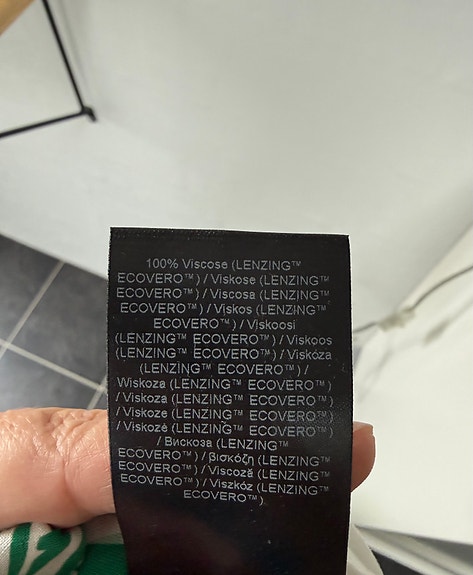 100% Viscose (LENZING™
ECOVERO™) / Viskose (LENZING™
ECOVERO™) / Viscosa (LENZING™
ECOVERO™) / Viskos (LENZING™
ECOVERO™) / Viskoosi
(LENZING™ ECOVERO™) / Viskoos
(LENZING™ ECOVERO™) / Viskóza
(LENZING™ ECOVERO™) /
Wiskoza (LENZING™ ECOVERO™)
/ Viskoza (LENZING™ ECOVERO™)
/ Viskoze (LENZING™ ECOVERO™)
/ Viskozė (LENZING™ ECOVERO™)
/ Вискоза (LENZING™
ECOVERO™) / βισκόζη (LENZING™
ECOVERO™) / Viscoză (LENZING™
ECOVERO™) / Viszkóz (LENZING™
ECOVERO™)